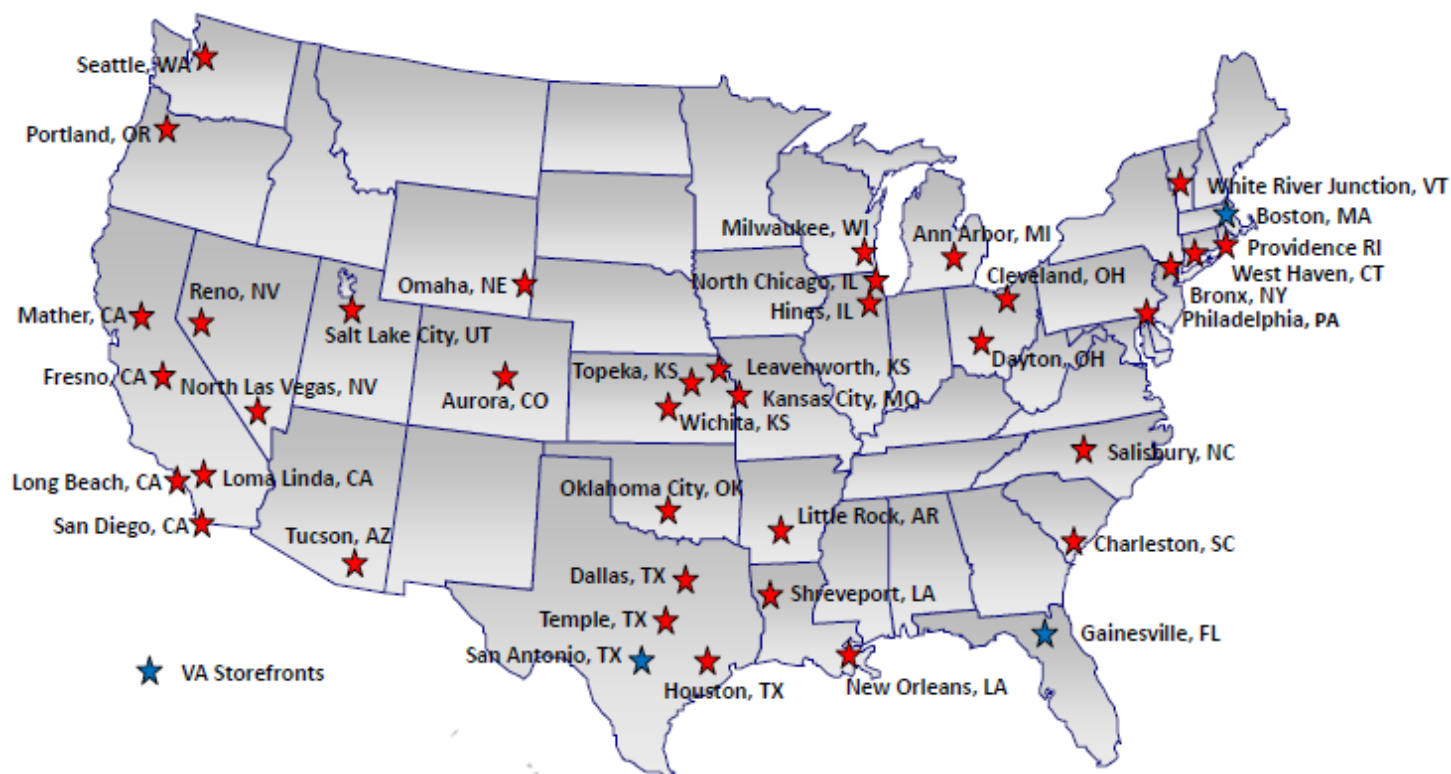 Seattle, WA
Portland, OR
White River Junction, VT
Boston, MA
Milwaukee, WI
Ann Arbor, MI
Providence RI
West Haven, CT
Cleveland, OH
North Chicago, IL
Omaha, NE
Reno, NV
Bronx, NY
Hines, IL
Mather, CA
Philadelphia, PA
Salt Lake City, UT
Dayton, OH
Topeka, KS
Leavenworth, KS
Fresno, CA
North Las Vegas, NV
Kansas City, MO
Aurora, CO
Wichita, KS
Salisbury, NC
Long Beach, CA
Loma Linda, CA
Oklahoma City, OK
Little Rock, AR
San Diego, CA
Tucson, AZ
Charleston, SC
Dallas, TX
Shreveport, LA
Temple, TX
Gainesville, FL
San Antonio, TX
VA Storefronts
New Orleans, LA
Houston, TX